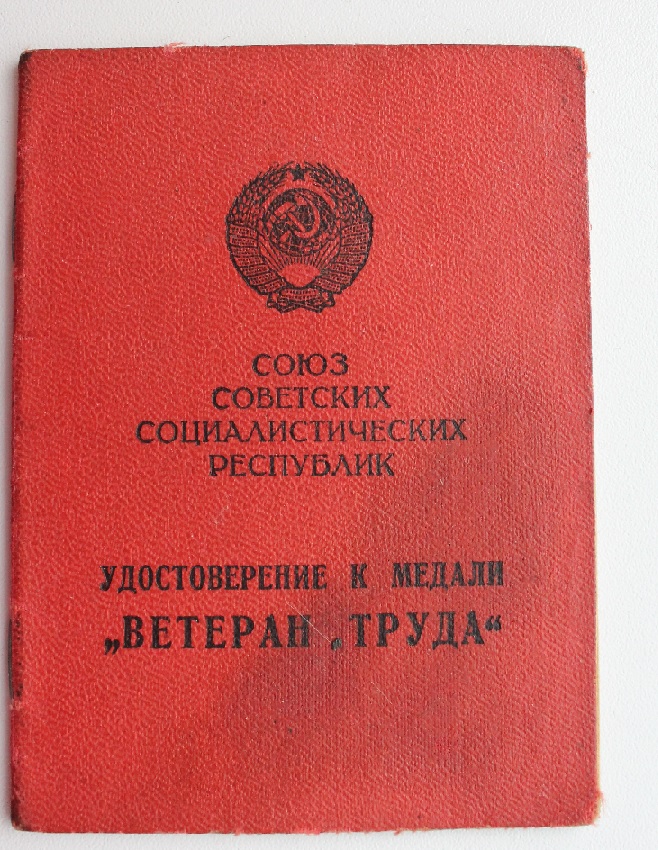 СОЮЗ
СОВЕТСКИХ
СОЦИАЛИСТИЧЕСКИХ
РЕСПУБЛИК
УДОСТОВЕРЕНИЕ К МЕДАЛИ
„ВЕТЕРАН ТРУДА“